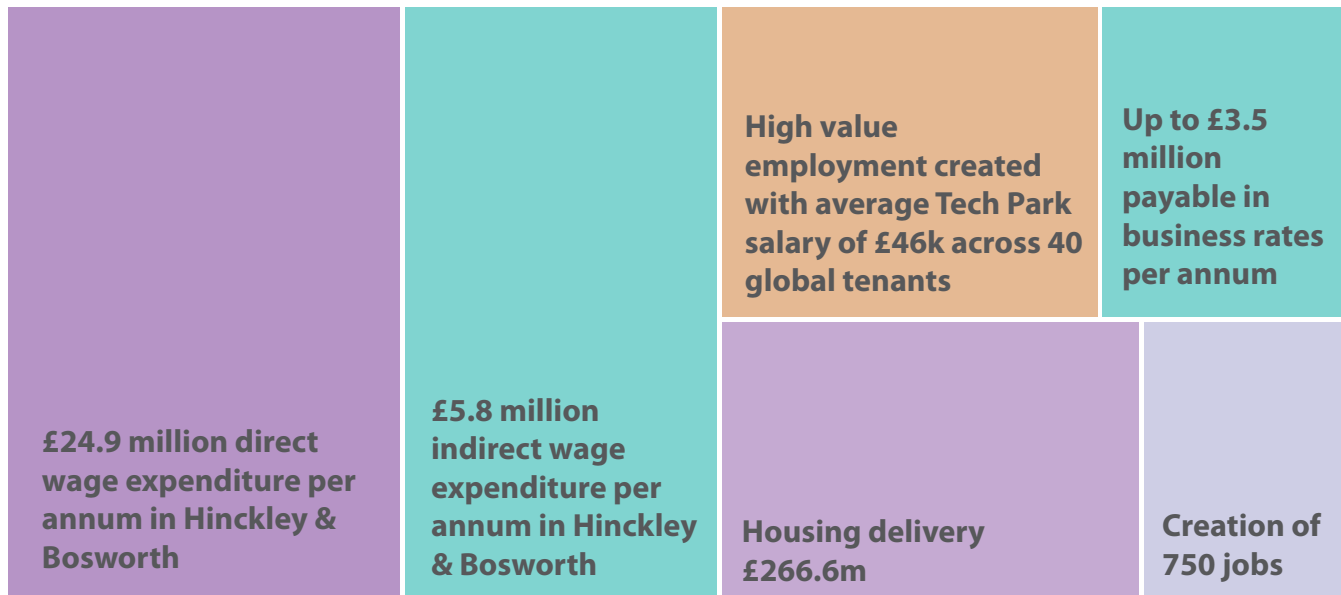 £24.9 million direct
wage expenditure per
annum in Hinckley &
Bosworth
£5.8 million
indirect wage
expenditure per
annum in Hinckley
& Bosworth
High value
employment created
with average Tech Park
salary of £46k across 40
global tenants
Up to £3.5
million
payable in
business rates
per annum
Housing delivery
£266.6m
Creation of
750 jobs